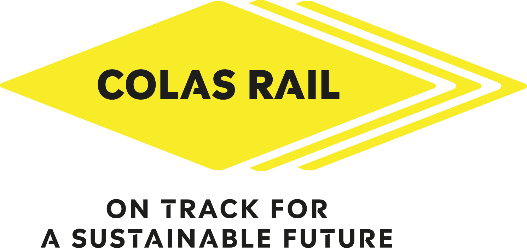 COLAS RAIL
ON TRACK FOR
A SUSTAINABLE FUTURE